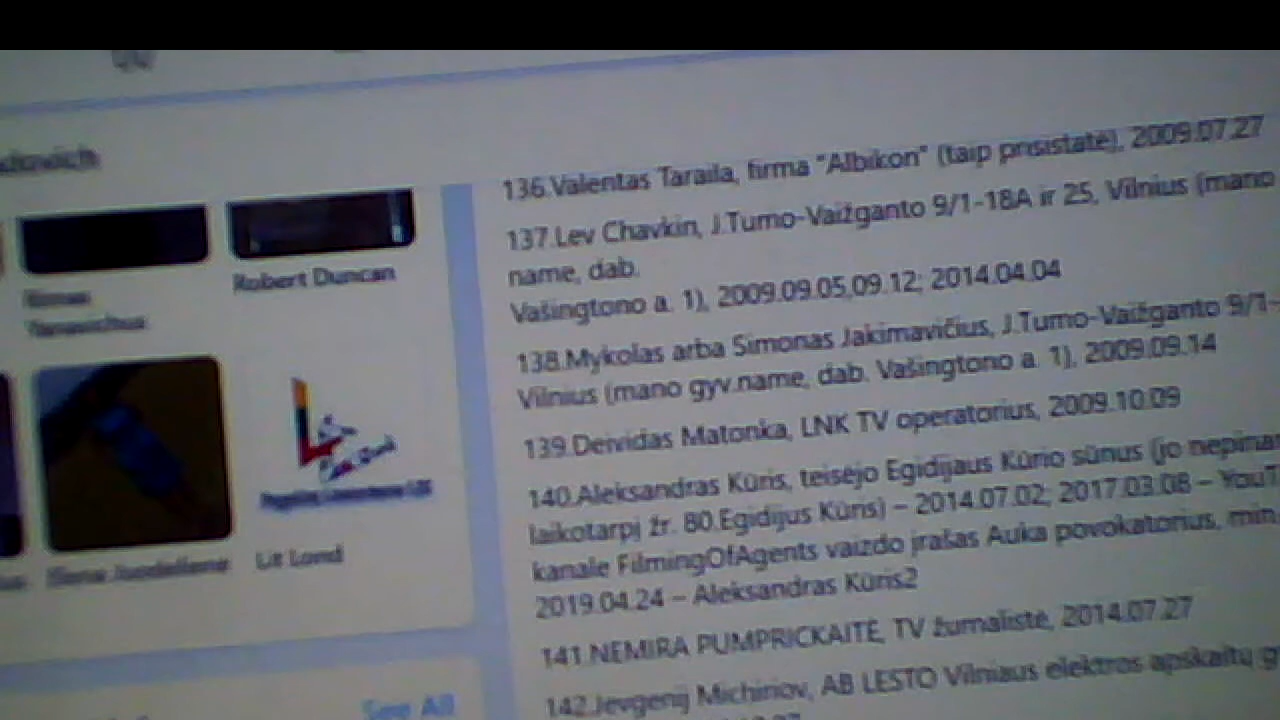 Robert Duncan
Lit Lond
See All
136.Valentas Taraila, firma "Albikon" (taip prisistatė), 2009.07.27
137.Lev Chavkin, J.Tumo-Vaižganto 9/1-18A ir 25, Vilnius (mano
name, dab.
Vašingtono a. 1), 2009.09.05,09.12; 2014.04.04
138.Mykolas arba Simonas Jakimavičius, J.Tumo-Vaižganto 9/1-
Vilnius (mano gyv.name, dab. Vašingtono a. 1), 2009.09.14
139.Deividas Matonka, LNK TV operatorius, 2009.10.09
140.Aleksandras Kūris, teisėjo Egidijaus Kūrio sūnus (jo
laikotarpį žr. 80.Egidijus Kūris) – 2014.07.02; 2017.03.08 – YouT
kanale FilmingOfAgents vaizdo įrašas Auka povokatorius, min
2019.04.24 – Aleksandras Kūris2
141.NEMIRA PUMPRICKAITĖ, TV žurnalistė, 2014.07.27
142.Jevgenij Michinov, AB LESTO Vilniaus elektros apskaitų